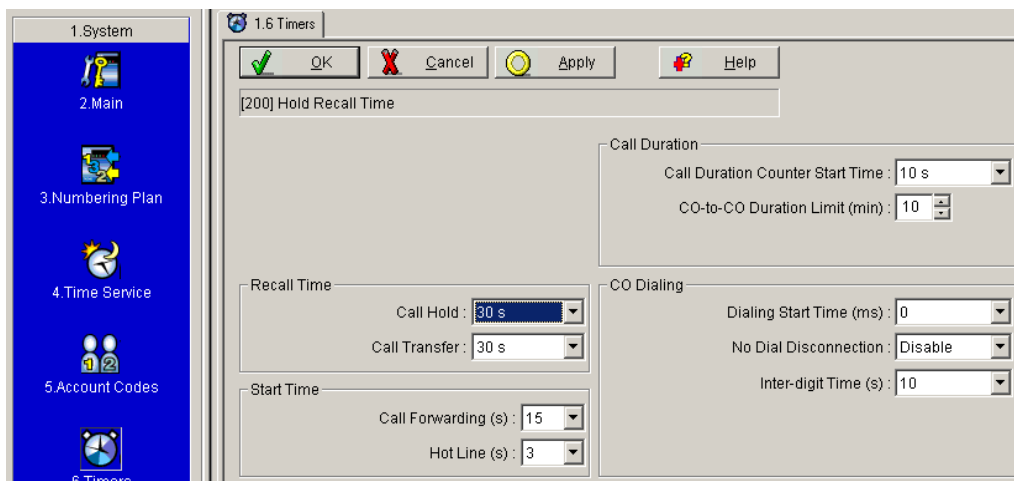 1.System
2.Main
3.Numbering Plan
4.Time Service
5.Account Codes
6.Timers
1.6 Timers
OK
Cancel
Apply
Help
[200] Hold Recall Time
Call Duration
Call Duration Counter Start Time : 10 s
CO-to-CO Duration Limit (min) : 10
Recall Time
Call Hold : 30 s
Call Transfer : 30 s
Start Time
Call Forwarding (s) : 15
Hot Line (s) : 3
CO Dialing
Dialing Start Time (ms) : 0
No Dial Disconnection : Disable
Inter-digit Time (s) : 10